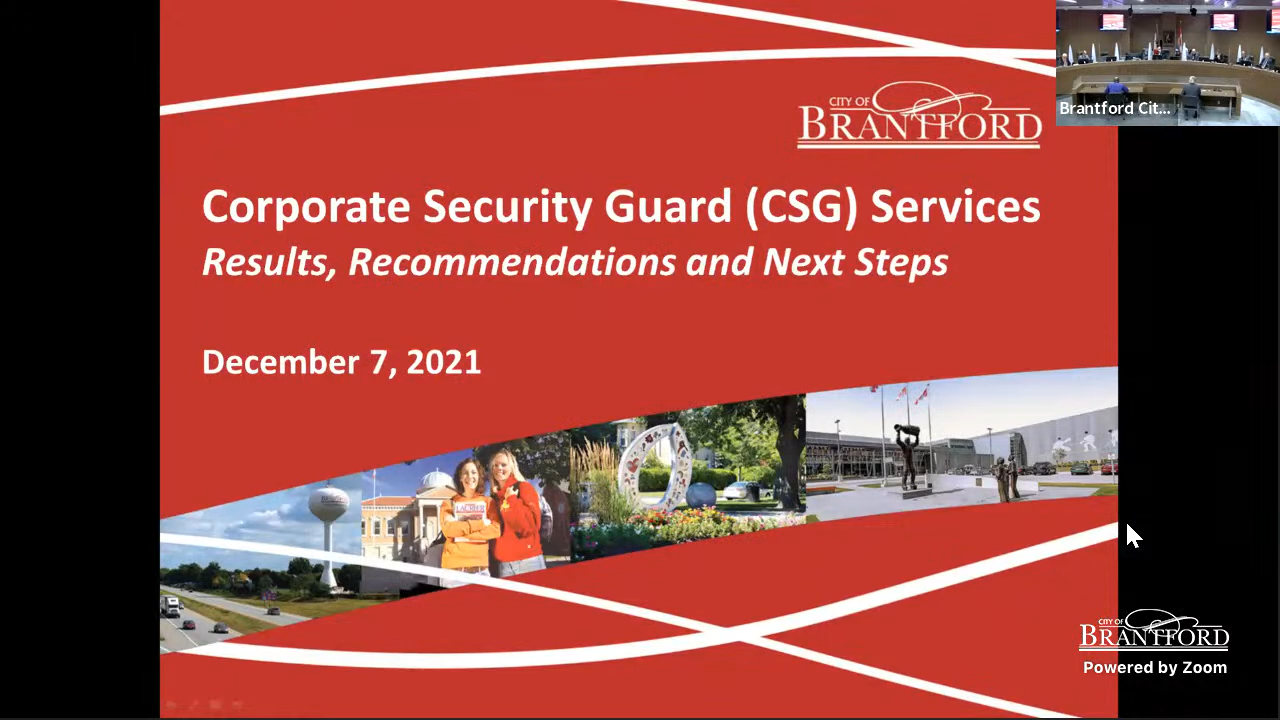 Brantford Cit...
CITY OF
BRANTFORD
Corporate Security Guard (CSG) Services
Results, Recommendations and Next Steps
December 7, 2021
CITY OF
BRANTFORD
Powered by Zoom